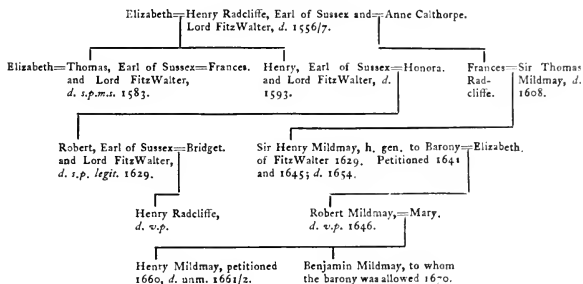 Elizabeth=Henry Radcliffe, Earl of Sussex and=Anne Calthorpe.
Lord FitzWalter, d. 1556/7.
Elizabeth=Thomas, Earl of Sussex=Frances.
and Lord FitzWalter,
d. s.p.m.s. 1583.
Henry, Earl of Sussex=Honora.
and Lord FitzWalter, d.
1593.
Frances=Sir Thomas
Rad- Mildmay, d.
cliffe. 1608.
Robert, Earl of Sussex=Bridget.
and Lord FitzWalter,
d. s.p. legit. 1629.
Sir Henry Mildmay, h. gen. to Barony=Elizabeth.
of FitzWalter 1629. Petitioned 1641
and 1645; d. 1654.
Henry Radcliffe,
d. v.p.
Robert Mildmay,=Mary.
d. v.p. 1646.
Henry Mildmay, petitioned
1660, d. unm. 1661/2.
Benjamin Mildmay, to whom
the barony was allowed 1670.